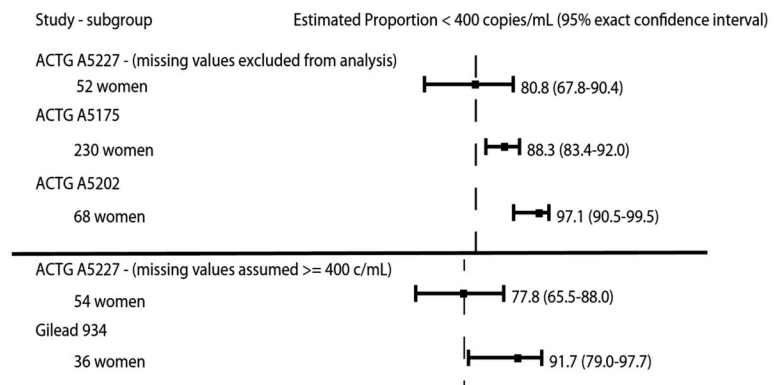 Study - subgroup Estimated Proportion < 400 copies/mL (95% exact confidence interval)
ACTG A5227 - (missing values excluded from analysis)
52 women 80.8 (67.8-90.4)
ACTG A5175
230 women 88.3 (83.4-92.0)
ACTG A5202
68 women 97.1 (90.5-99.5)
ACTG A5227 - (missing values assumed >= 400 c/mL)
54 women 77.8 (65.5-88.0)
Gilead 934
36 women 91.7 (79.0-97.7)